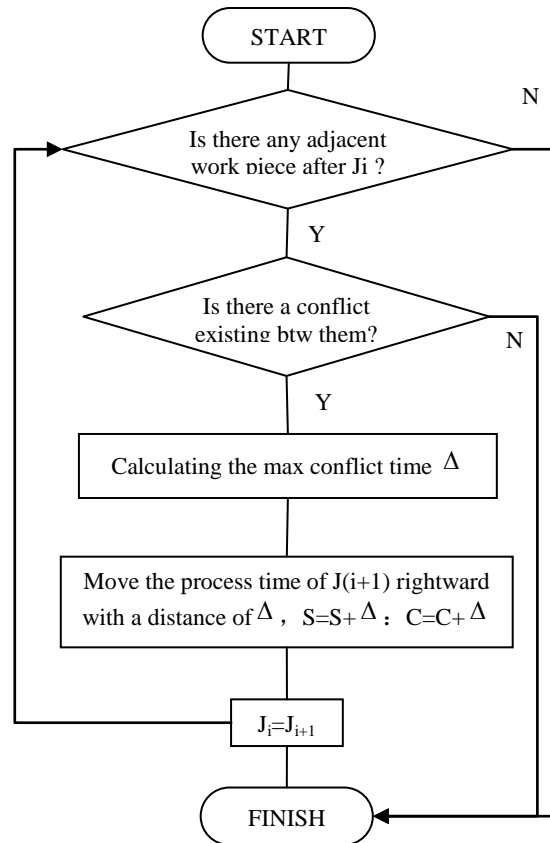 START
N
Is there any adjacent
work piece after Ji ?
Y
Is there a conflict
existing btw them?
N
Y
Calculating the max conflict time Δ
Move the process time of J(i+1) rightward
with a distance of Δ ，S=S+ Δ： C=C+ Δ
Ji=Ji+1
FINISH